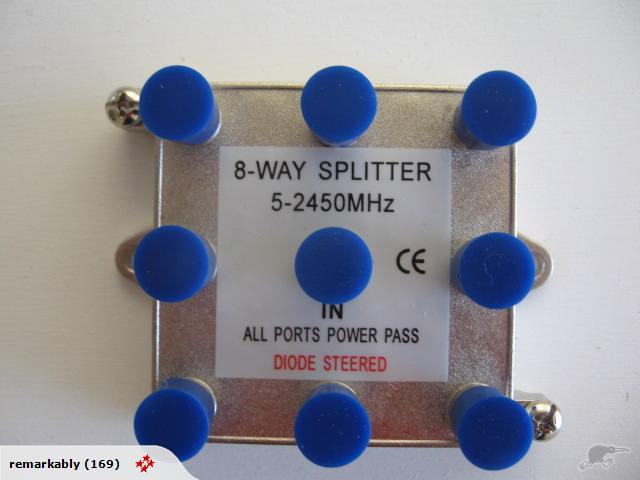 8-WAY SPLITTER
5-2450MHz
CE
IN
ALL PORTS POWER PASS
DIODE STEERED
remarkably (169)